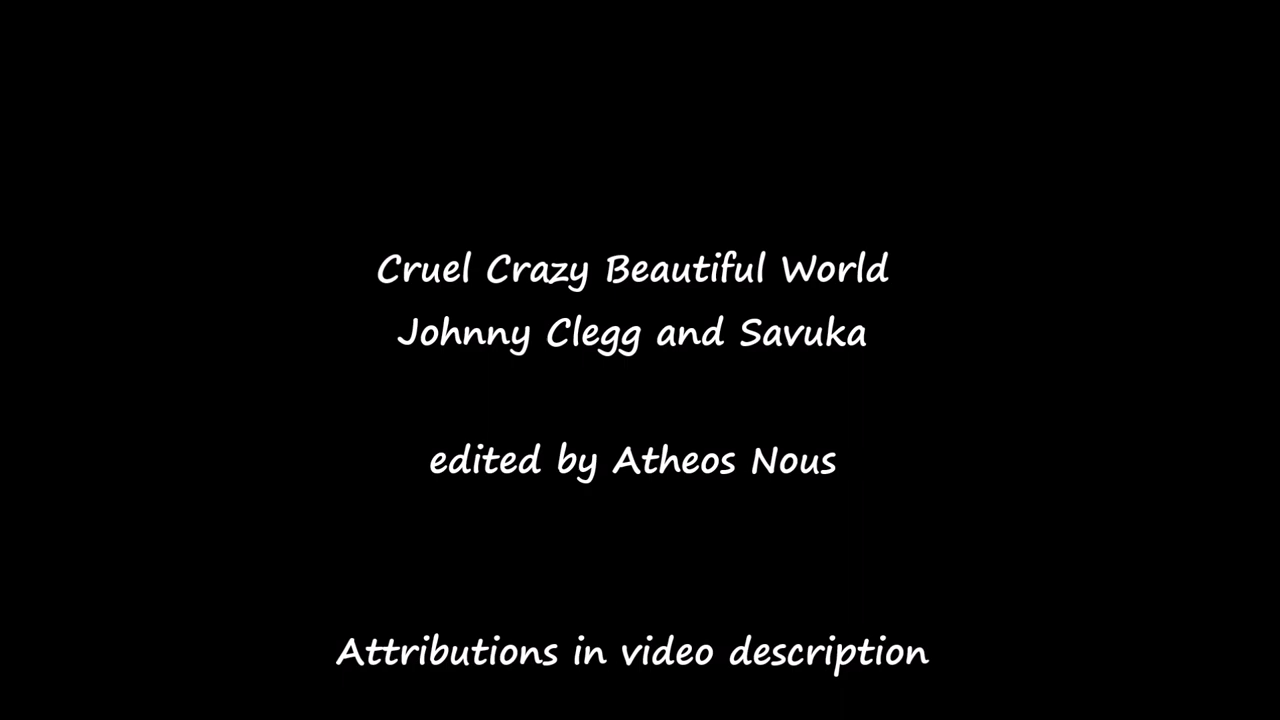 Cruel Crazy Beautiful World
Johnny Clegg and Savuka
edited by Atheos Nous
Attributions in video description